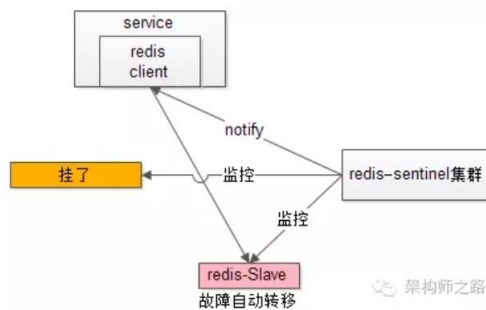 service
redis
client
notify
挂了
监控
redis-sentinel集群
监控
redis-Slave
故障自动转移
架构师之路